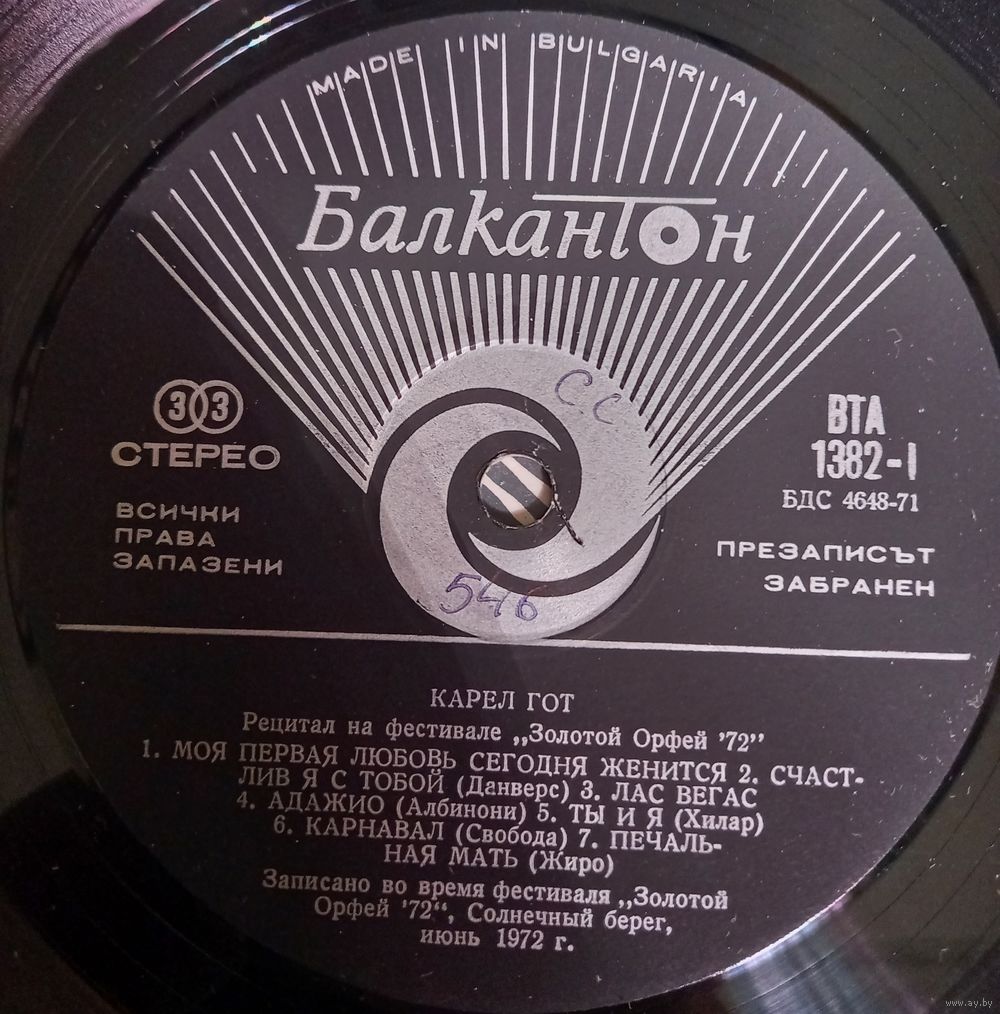 MADE IN BULGARIA
Балкантон
33
СТЕРЕО
ВСИЧКИ
ПРАВА
ЗАПАЗЕНИ
ВТА
1382-I
БДС 4648-71
ПРЕЗАПИСЪТ
ЗАБРАНЕН
С.С
546
КАРЕЛ ГОТ
Рецитал на фестивале „Золотой Орфей '72"
1. МОЯ ПЕРВАЯ ЛЮБОВЬ СЕГОДНЯ ЖЕНИТСЯ 2. СЧАСТ-
ЛИВ Я С ТОБОЙ (Данверс) 3. ЛАС ВЕГАС
4. АДАЖИО (Албинони) 5. ТЫ И Я (Хилар)
6. КАРНАВАЛ (Свобода) 7. ПЕЧАЛЬ-
НАЯ МАТЬ (Жиро)
Записано во время фестиваля „Золотой
Орфей '72", Солнечный берег,
июнь 1972 г.
www.ay.by